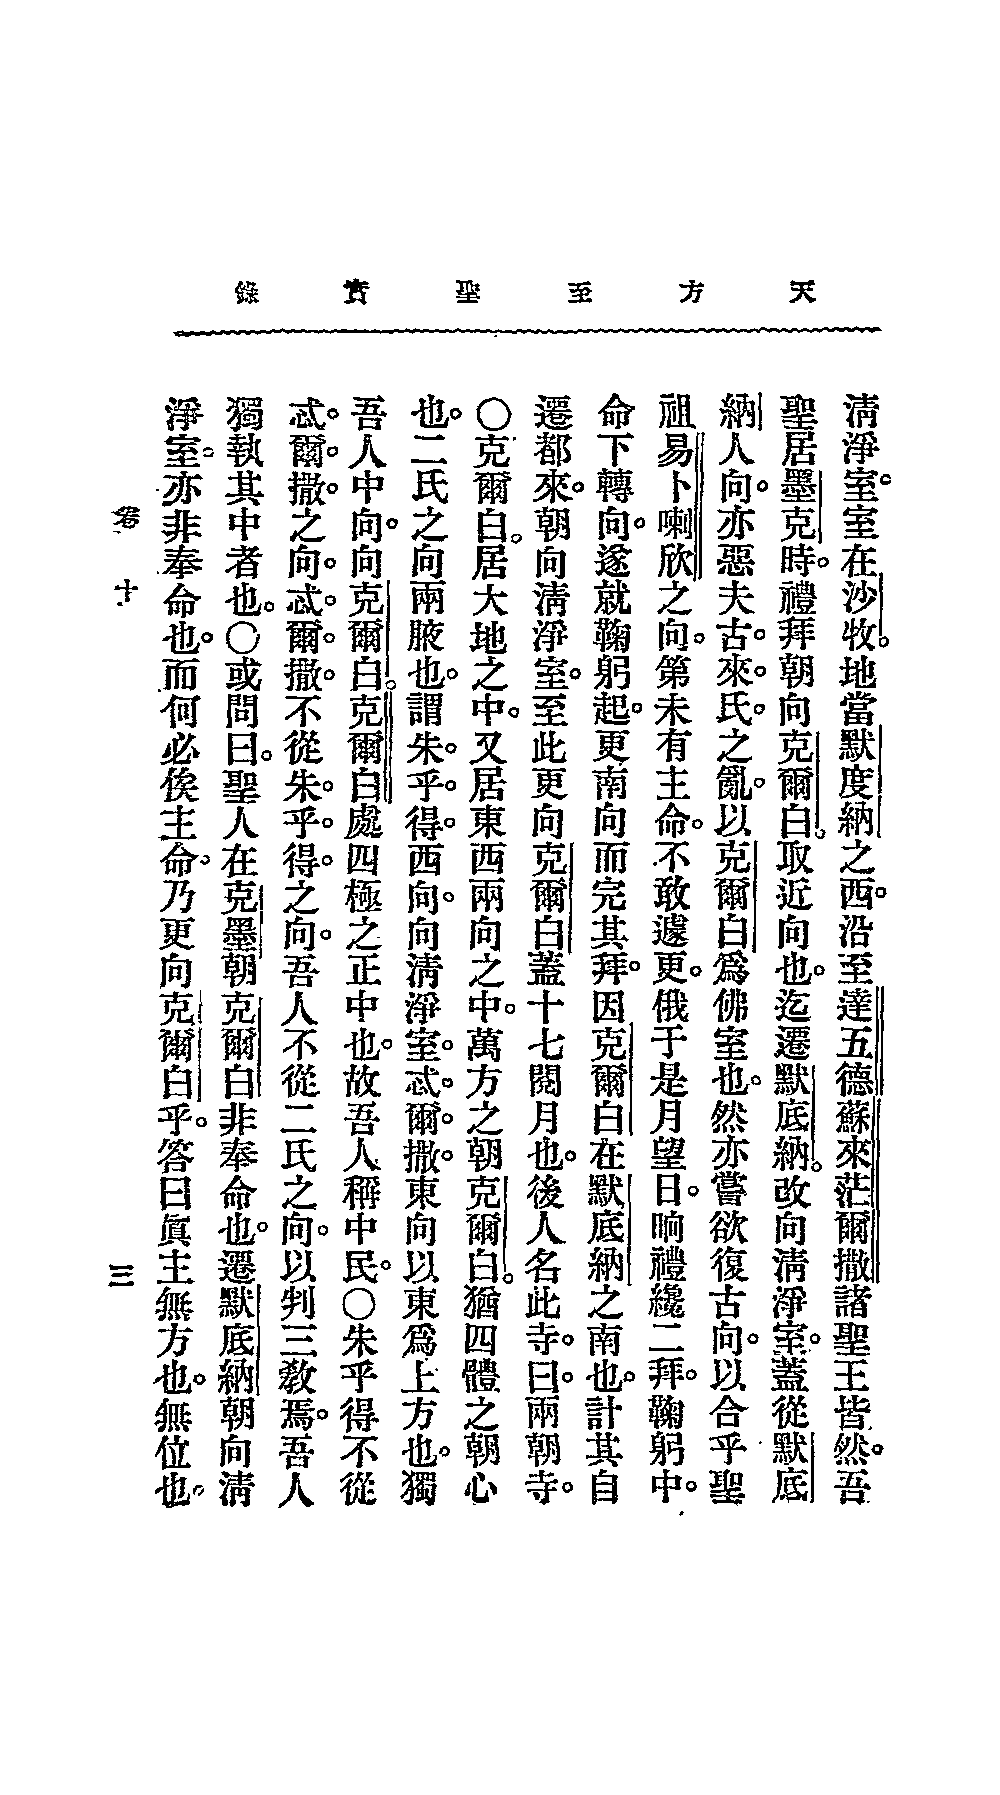 天方至聖實錄
清淨室。室在沙牧。地當默度納之西。沿至達五德蘇來茫爾撒諸聖王皆然。吾
聖居墨克時。禮拜朝向克爾白。取近向也。迄遷默底納。改向清淨室。蓋從默底
納人向。亦惡夫古。來。氏。之亂。以克爾白爲佛室也。然亦嘗欲復古向。以合乎聖
祖易卜喇欣之向。第未有主命。不敢遽更。俄于是月望日。晌禮纔二拜。鞠躬中。
命下轉向。遂就鞠躬起。更南向而完其拜。因克爾白在默底納之南也。計其自
遷都來。朝向清淨室。至此更向克爾白蓋十七閱月也。後人名此寺。曰。兩朝寺。
〇克爾白。居大地之中。又居東西兩向之中。萬方之朝克爾白。猶四體之朝心
也。二氏之向兩腋也。謂朱。乎。得。西向。向清淨室。忒。爾。撒。東向以東爲上方也。獨
吾人中向。向克爾白。克爾白處四極之正中也。故吾人稱中民。〇朱乎得不從
忒。爾。撒。之向。忒。爾。撒。不從朱。乎。得。之向。吾人不從二氏之向。以判三敎焉。吾人
獨執其中者也。〇或問曰。聖人在克墨朝克爾白非奉命也。遷默底納朝向清
淨室。亦非奉命也。而何必俟主命。乃更向克爾白乎。答曰眞主無方也。無位也。
卷十
三